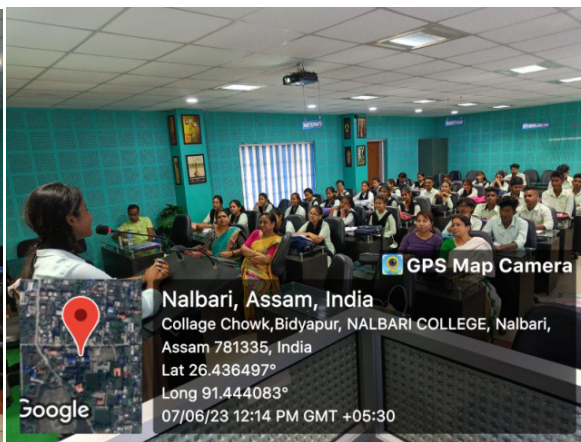 GPS Map Camera
Nalbari, Assam, India
Collage Chowk,Bidyapur, NALBARI COLLEGE, Nalbari,
Assam 781335, India
Lat 26.436497°
Long 91.444083°
07/06/23 12:14 PM GMT +05:30
Google